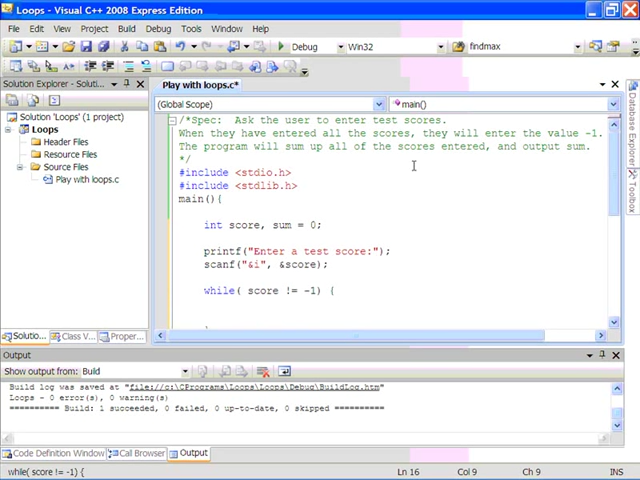 Loops - Visual C++ 2008 Express Edition
File Edit View Project Build Debug Tools Window Help
Debug Win32 findmax
Solution Explorer - Soluti...
Play with loops.c*
(Global Scope)
main()
Solution 'Loops' (1 project)
Loops
Header Files
Resource Files
Source Files
Play with loops.c
/*Spec: Ask the user to enter test scores.
When they have entered all the scores, they will enter the value -1.
The program will sum up all of the scores entered, and output sum.
*/
#include <stdio.h>
#include <stdlib.h>
main(){
int score, sum = 0;
printf("Enter a test score:");
scanf("&i", &score);
while( score != -1) {
Database Explorer
Toolbox
Solutio...
Class V...
Propert...
Output
Show output from: Build
Build log was saved at "file://c:\CPrograms\Loops\Loops\Debug\BuildLog.htm"
Loops - 0 error(s), 0 warning(s)
========== Build: 1 succeeded, 0 failed, 0 up-to-date, 0 skipped ==========
Code Definition Window
Call Browser
Output
while( score != -1) {
Ln 16
Col 9
Ch 9
INS